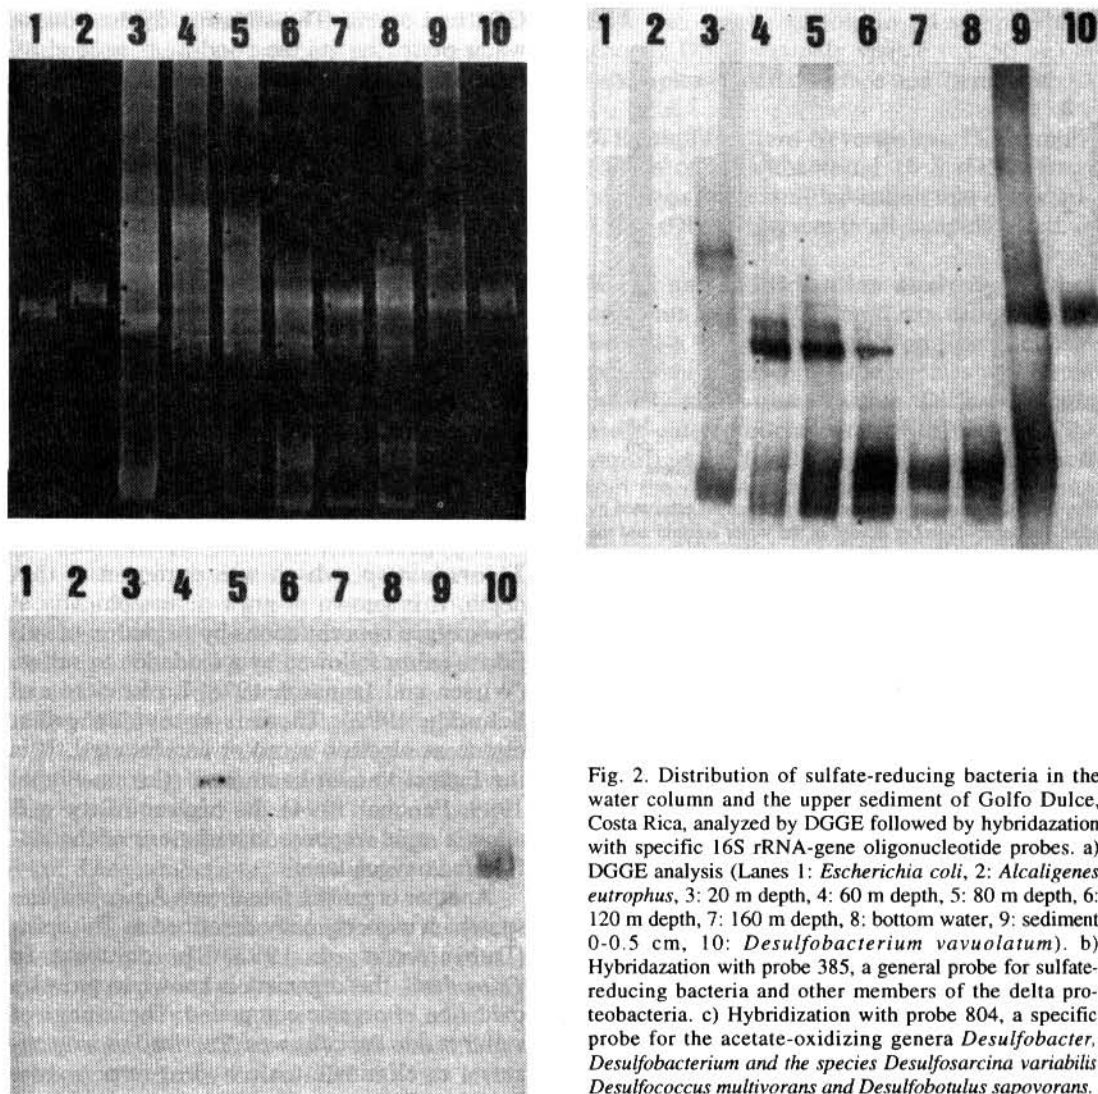 1 2 3 4 5 6 7 8 9 10
1 2 3 4 5 6 7 8 9 10
1 2 3 4 5 6 7 8 9 10
Fig. 2. Distribution of sulfate-reducing bacteria in the
water column and the upper sediment of Golfo Dulce,
Costa Rica, analyzed by DGGE followed by hybridazation
with specific 16S rRNA-gene oligonucleotide probes. a)
DGGE analysis (Lanes 1: Escherichia coli, 2: Alcaligenes
eutrophus, 3: 20 m depth, 4: 60 m depth, 5: 80 m depth, 6:
120 m depth, 7: 160 m depth, 8: bottom water, 9: sediment
0-0.5 cm, 10: Desulfobacterium vavuolatum). b)
Hybridazation with probe 385, a general probe for sulfate-
reducing bacteria and other members of the delta pro-
teobacteria. c) Hybridization with probe 804, a specific
probe for the acetate-oxidizing genera Desulfobacter,
Desulfobacterium and the species Desulfosarcina variabilis
Desulfococcus multivorans and Desulfobotulus sapovorans.